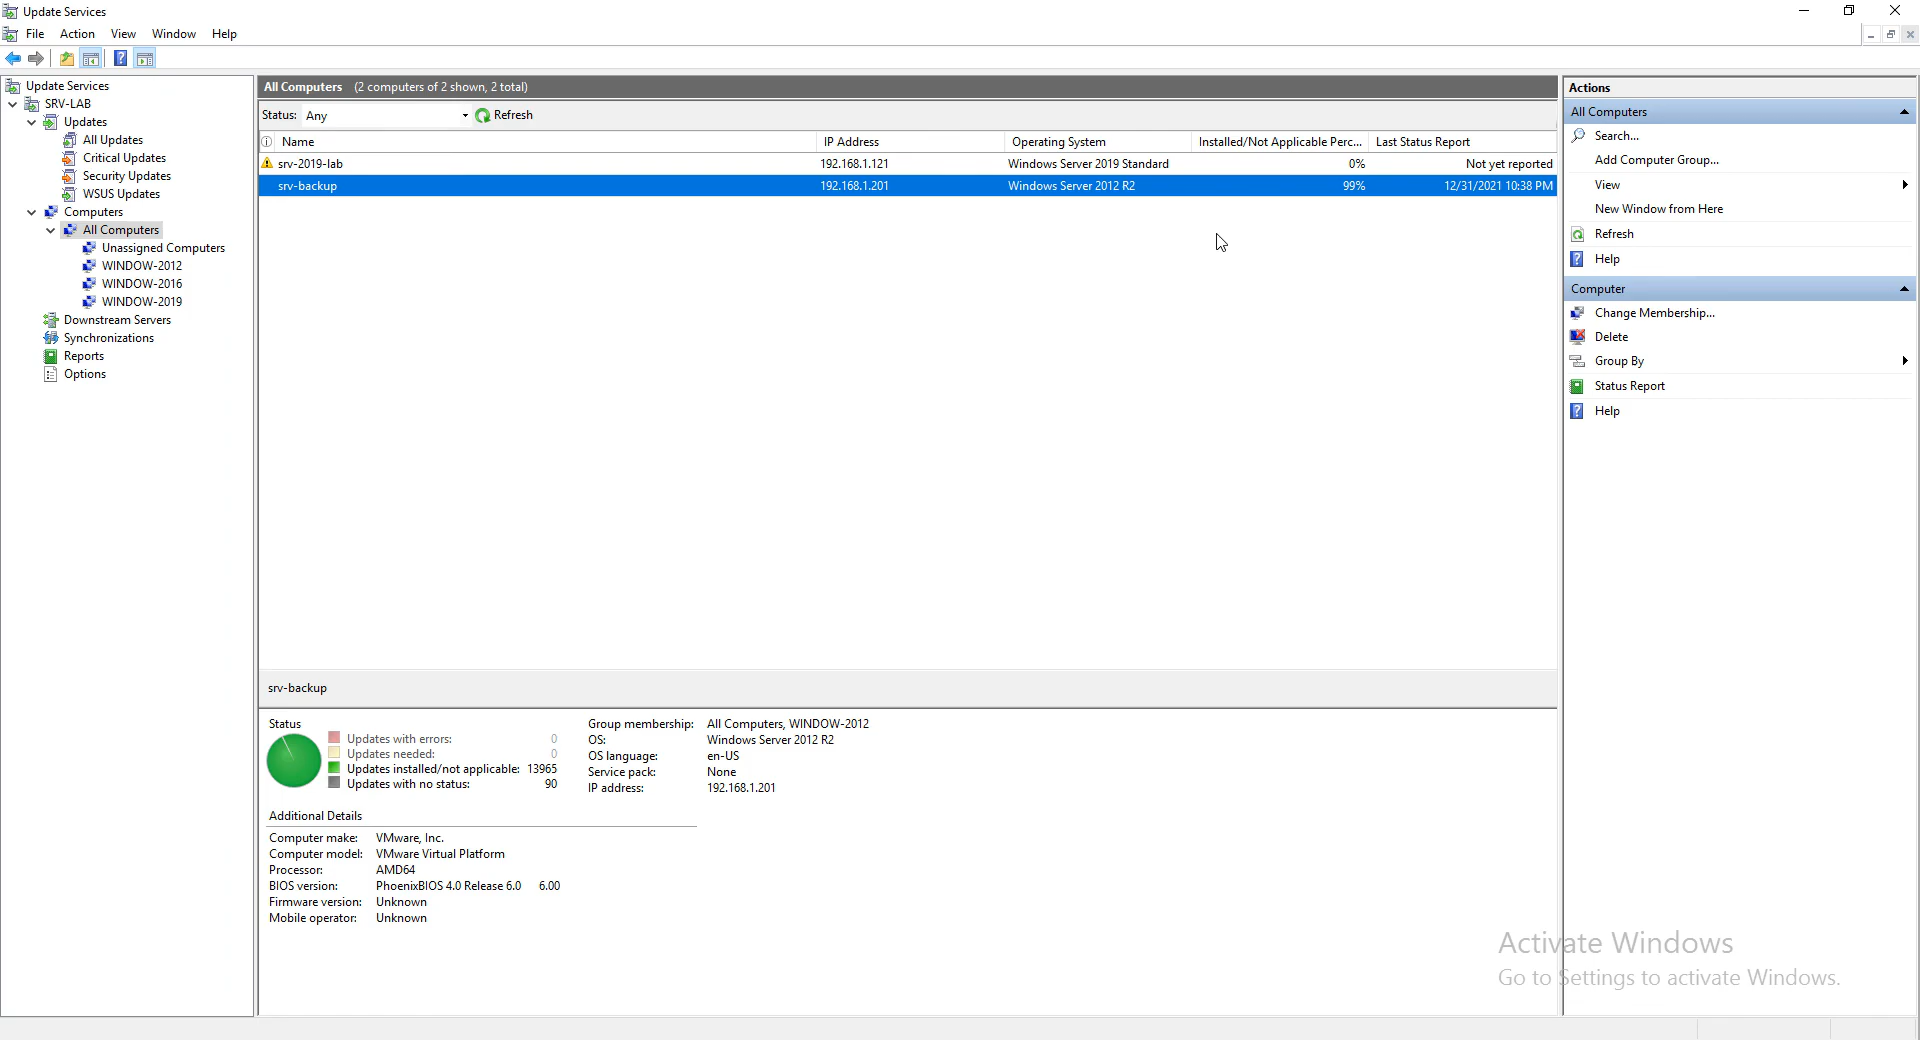 Update Services
File Action View Window Help
Update Services
SRV-LAB
Updates
All Updates
Critical Updates
Security Updates
WSUS Updates
Computers
All Computers
Unassigned Computers
WINDOW-2012
WINDOW-2016
WINDOW-2019
Downstream Servers
Synchronizations
Reports
Options
All Computers (2 computers of 2 shown, 2 total)
Status: Any Refresh
Name IP Address Operating System Installed/Not Applicable Perc... Last Status Report
srv-2019-lab 192.168.1.121 Windows Server 2019 Standard 0% Not yet reported
srv-backup 192.168.1.201 Windows Server 2012 R2 99% 12/31/2021 10:38 PM
srv-backup
Status
Updates with errors: 0
Updates needed: 0
Updates installed/not applicable: 13965
Updates with no status: 90
Group membership: All Computers, WINDOW-2012
OS: Windows Server 2012 R2
OS language: en-US
Service pack: None
IP address: 192.168.1.201
Additional Details
Computer make: VMware, Inc.
Computer model: VMware Virtual Platform
Processor: AMD64
BIOS version: PhoenixBIOS 4.0 Release 6.0 6.00
Firmware version: Unknown
Mobile operator: Unknown
Actions
All Computers
Search...
Add Computer Group...
View
New Window from Here
Refresh
Help
Computer
Change Membership...
Delete
Group By
Status Report
Help
Activate Windows
Go to Settings to activate Windows.